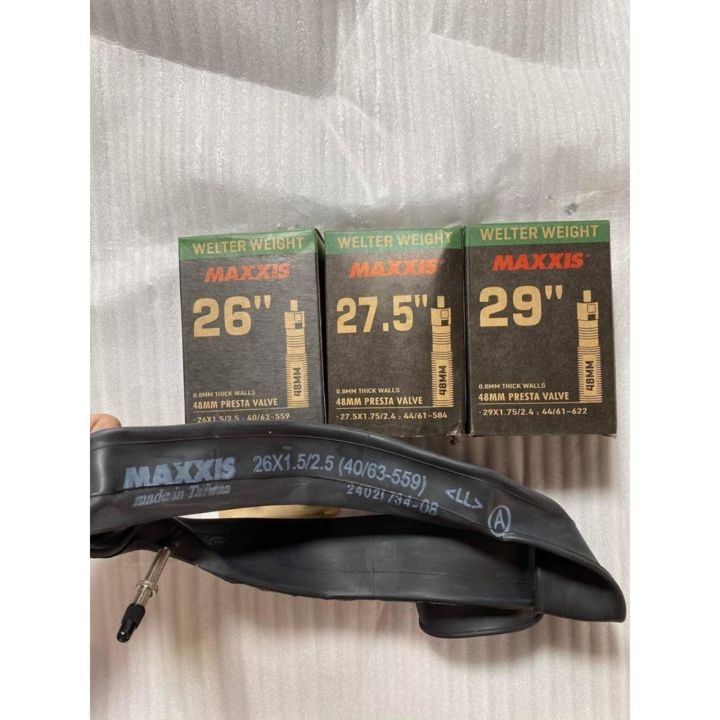 WELTER WEIGHT
MAXXIS
26"
48MM
0.8MM THICK WALLS
48MM PRESTA VALVE
26X1.5/2.5 : 40/63-559
WELTER WEIGHT
MAXXIS
27.5"
48MM
0.8MM THICK WALLS
48MM PRESTA VALVE
27.5X1.75/2.4 : 44/61-584
WELTER WEIGHT
MAXXIS
29"
48MM
0.8MM THICK WALLS
48MM PRESTA VALVE
29X1.75/2.4 : 44/61-622
MAXXIS 26X1.5/2.5 (40/63-559) <LL> A
made in Taiwan
24021734-08